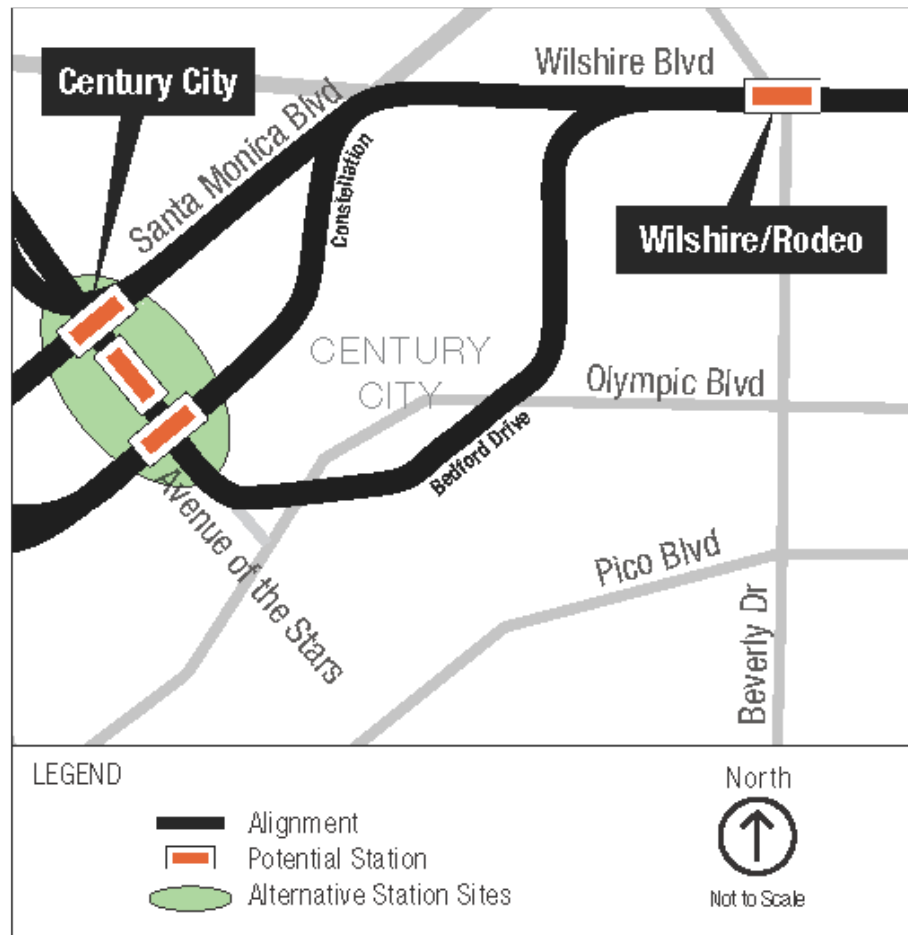 Wilshire Blvd
Century City
Santa Monica Blvd
Constellation
Wilshire/Rodeo
CENTURY
CITY
Olympic Blvd
Bedford Drive
Avenue of the Stars
Pico Blvd
Beverly Dr
LEGEND
Alignment
Potential Station
Alternative Station Sites
North
Not to Scale